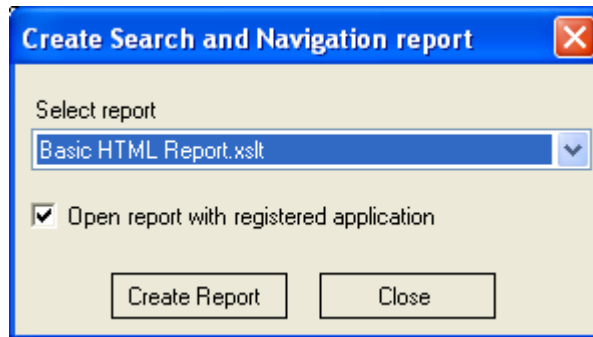 Create Search and Navigation report
Select report
Basic HTML Report.xslt
Open report with registered application
Create Report
Close